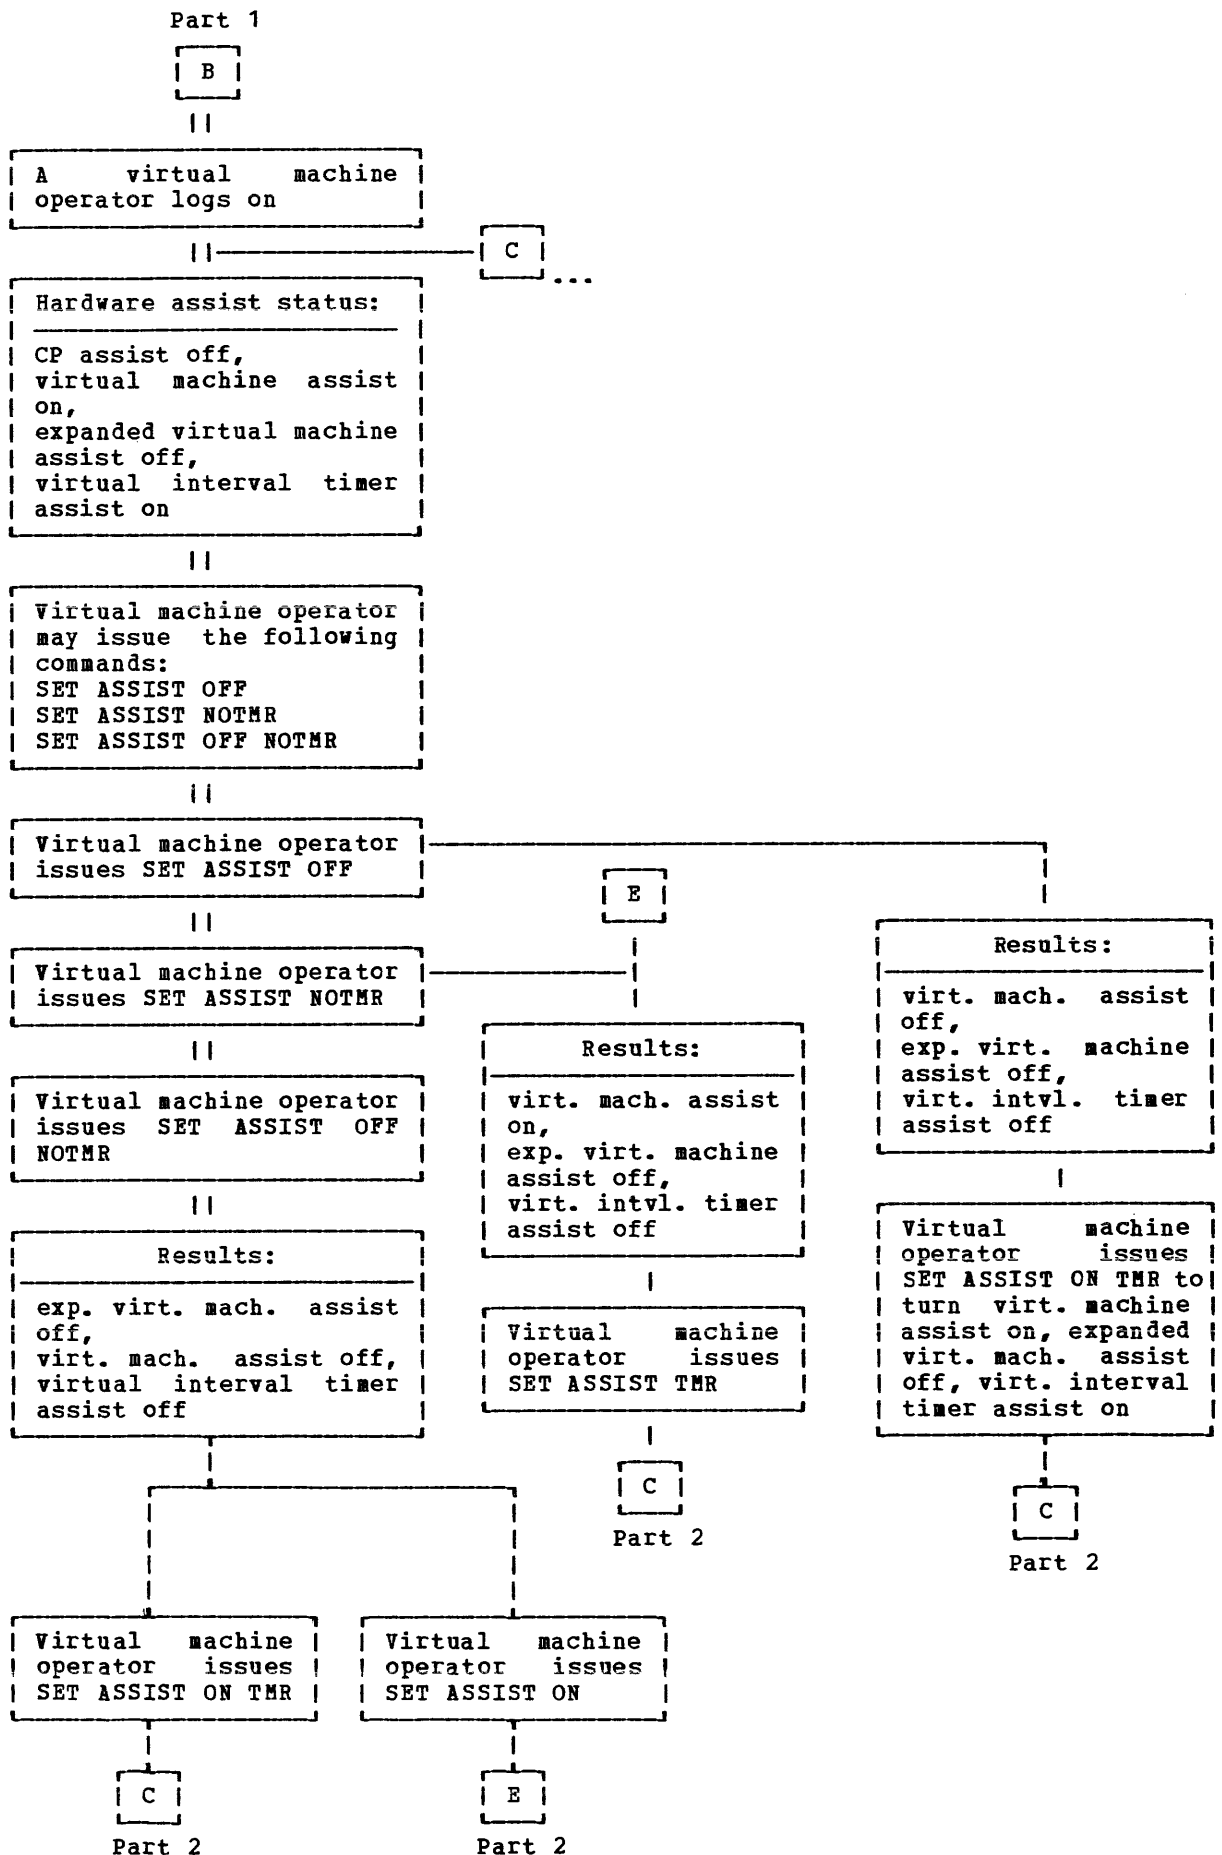 Part 1
B
A virtual machine
operator logs on
C
...
Hardware assist status:
CP assist off,
virtual machine assist
on,
expanded virtual machine
assist off,
virtual interval timer
assist on
Virtual machine operator
may issue the following
commands:
SET ASSIST OFF
SET ASSIST NOTMR
SET ASSIST OFF NOTMR
Virtual machine operator
issues SET ASSIST OFF
E
Virtual machine operator
issues SET ASSIST NOTMR
Virtual machine operator
issues SET ASSIST OFF
NOTMR
Results:
exp. virt. mach. assist
off,
virt. mach. assist off,
virtual interval timer
assist off
Results:
virt. mach. assist
on,
exp. virt. machine
assist off,
virt. intvl. timer
assist off
Virtual machine
operator issues
SET ASSIST TMR
C
Part 2
Results:
virt. mach. assist
off,
exp. virt. machine
assist off,
virt. intvl. timer
assist off
Virtual machine
operator issues
SET ASSIST ON TMR to
turn virt. machine
assist on, expanded
virt. mach. assist
off, virt. interval
timer assist on
C
Part 2
Virtual machine
operator issues
SET ASSIST ON TMR
C
Part 2
Virtual machine
operator issues
SET ASSIST ON
E
Part 2